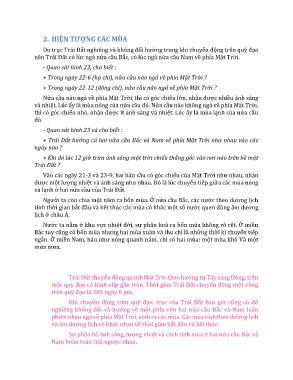 2. HIỆN TƯỢNG CÁC MÙA
Do trục Trái Đất nghiêng và không đổi hướng trong khi chuyển động trên quỹ đạo
nên Trái Đất có lúc ngả nửa cầu Bắc, có lúc ngả nửa cầu Nam về phía Mặt Trời.
- Quan sát hình 23, cho biết :
+ Trong ngày 22-6 (hạ chí), nửa cầu nào ngả về phía Mặt Trời ?
+ Trong ngày 22-12 (đông chí), nửa cầu nào ngả về phía Mặt Trời ?
Nửa cầu nào ngả về phía Mặt Trời, thì có góc chiếu lớn, nhận được nhiều ánh sáng
và nhiệt. Lúc ấy là mùa nóng của nửa cầu đó. Nửa cầu nào không ngả về phía Mặt Trời,
thì có góc chiếu nhỏ, nhận được ít ánh sáng và nhiệt. Lúc ấy là mùa lạnh của nửa cầu
đó.
- Quan sát hình 23 và cho biết :
+ Trái Đất hướng cả hai nửa cầu Bắc và Nam về phía Mặt Trời như nhau vào các
ngày nào ?
+ Khi đó lúc 12 giờ trưa ánh sáng mặt trời chiếu thẳng góc vào nơi nào trên bề mặt
Trái Đất ?
Vào các ngày 21-3 và 23-9, hai bán cầu có góc chiếu của Mặt Trời như nhau, nhận
được một lượng nhiệt và ánh sáng như nhau. Đó là lúc chuyển tiếp giữa các mùa nóng
và lạnh ở hai nửa cầu của Trái Đất.
Người ta còn chia một năm ra bốn mùa. Ở nửa cầu Bắc, các nước theo dương lịch
tính thời gian bắt đầu và kết thúc các mùa có khác một số nước quen dùng âm dương
lịch ở châu Á.
Nước ta nằm ở khu vực nhiệt đới, sự phân hoá ra bốn mùa không rõ rệt. Ở miền
Bắc tuy cũng có bốn mùa nhưng hai mùa xuân và thu chỉ là những thời kì chuyển tiếp
ngắn. Ở miền Nam, hầu như nóng quanh năm, chỉ có hai mùa: một mùa khô Và một
mùa mưa.
Trái Đất chuyển động quanh Mặt Trời theo hướng từ Tây sang Đông, trên
một quỹ đạo có hình elip gần tròn. Thời gian Trái Đất chuyển động một vòng
trên quỹ đạo là 365 ngày 6 giờ.
Khi chuyển động trên quỹ đạo, trục của Trái Đất bao giờ cũng có độ
nghiêng không đổi và hướng về một phía nên hai nửa cầu Bắc và Nam luân
phiên nhau ngả về phía Mặt Trời, sinh ra các mùa. Các mùa tính theo dương lịch
và âm dương lịch có khác nhau về thời gian bắt đầu và kết thúc.
Sự phân bố ánh sáng, lượng nhiệt và cách tính mùa ở hai nửa cầu Bắc và
Nam hoàn toàn trái ngược nhau.